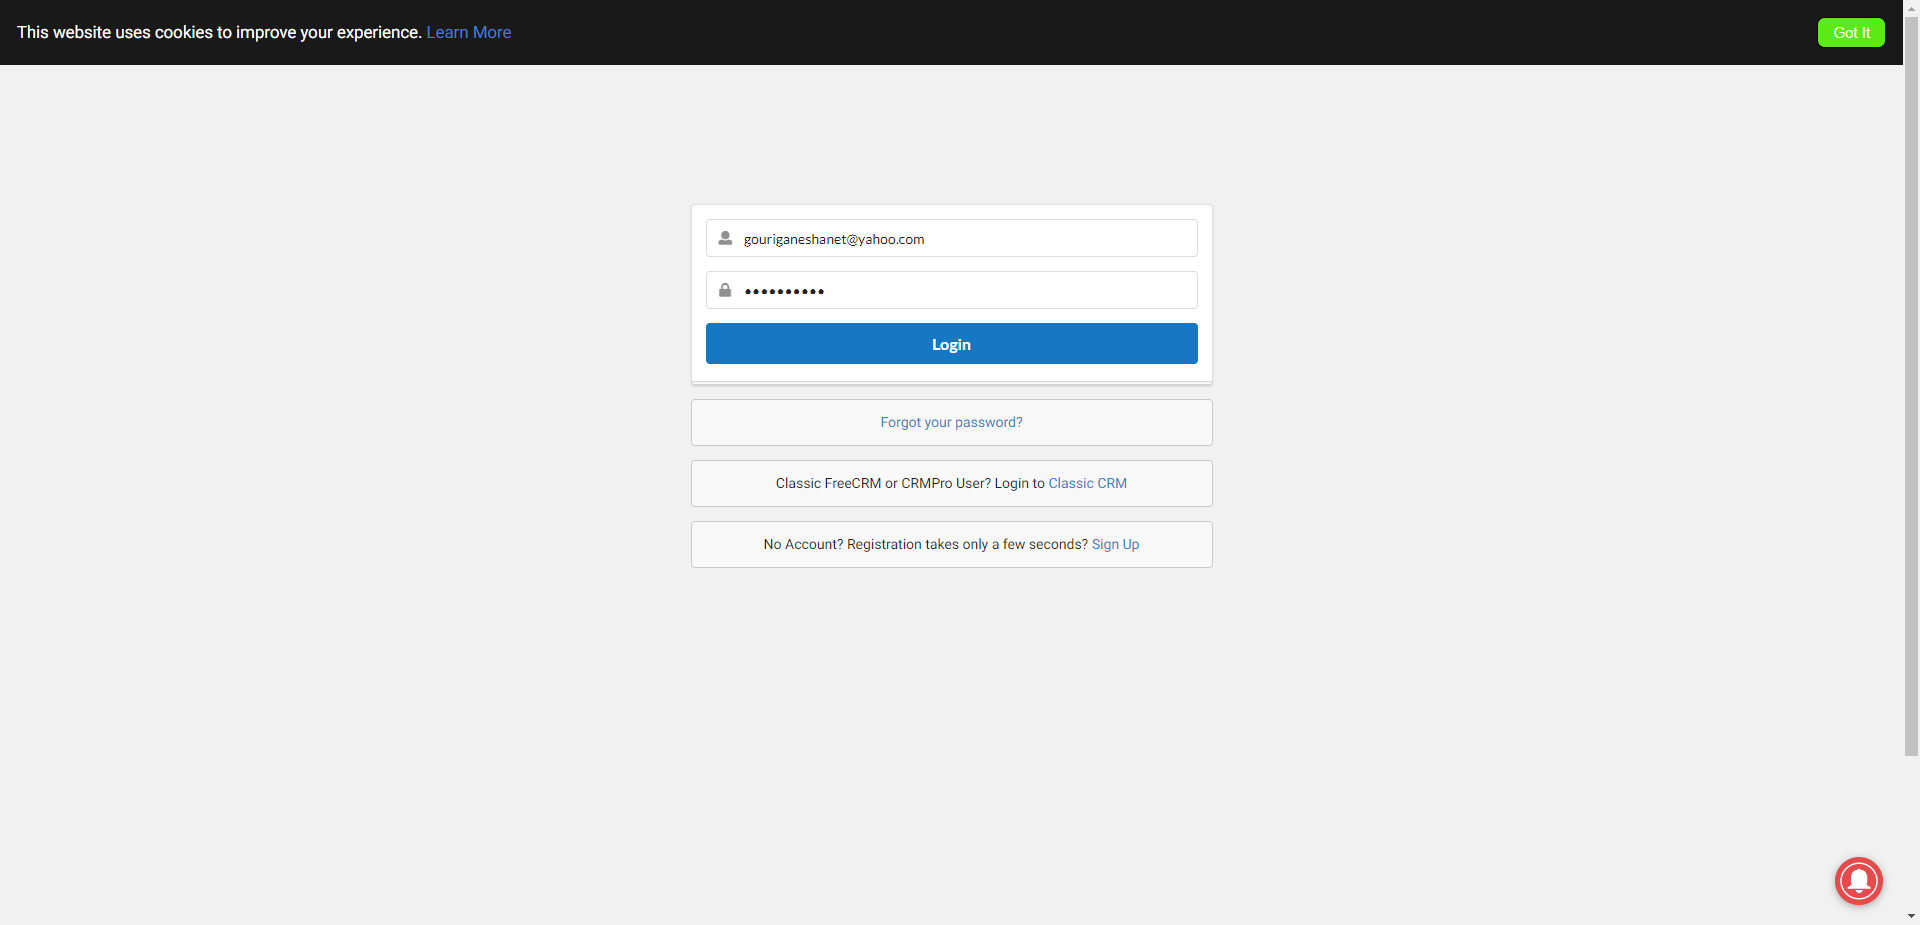 This website uses cookies to improve your experience. Learn More
Got It
gouriganeshanet@yahoo.com
••••••••••
Login
Forgot your password?
Classic FreeCRM or CRMPro User? Login to Classic CRM
No Account? Registration takes only a few seconds? Sign Up